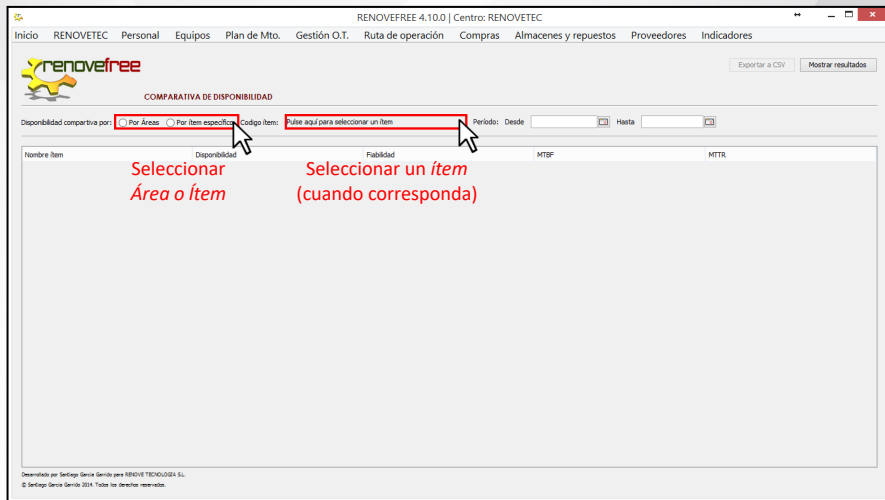 RENOVEFREE 4.10.0 | Centro: RENOVETEC
Inicio RENOVETEC Personal Equipos Plan de Mto. Gestión O.T. Ruta de operación Compras Almacenes y repuestos Proveedores Indicadores
renovefree
Exportar a CSV Mostrar resultados
COMPARATIVA DE DISPONIBILIDAD
Disponibilidad compartiva por: Por Áreas Por ítem específico Codigo ítem: Pulse aquí para seleccionar un ítem Período: Desde Hasta
Nombre ítem Disponibilidad Fiabilidad MTBF MTTR
Seleccionar
Área o Ítem
Seleccionar un ítem
(cuando corresponda)
Desarrollado por Santiago Garcia Garrido para RENOVE TECNOLOGÍA S.L.
© Santiago Garcia Garrido 2014. Todos los derechos reservados.